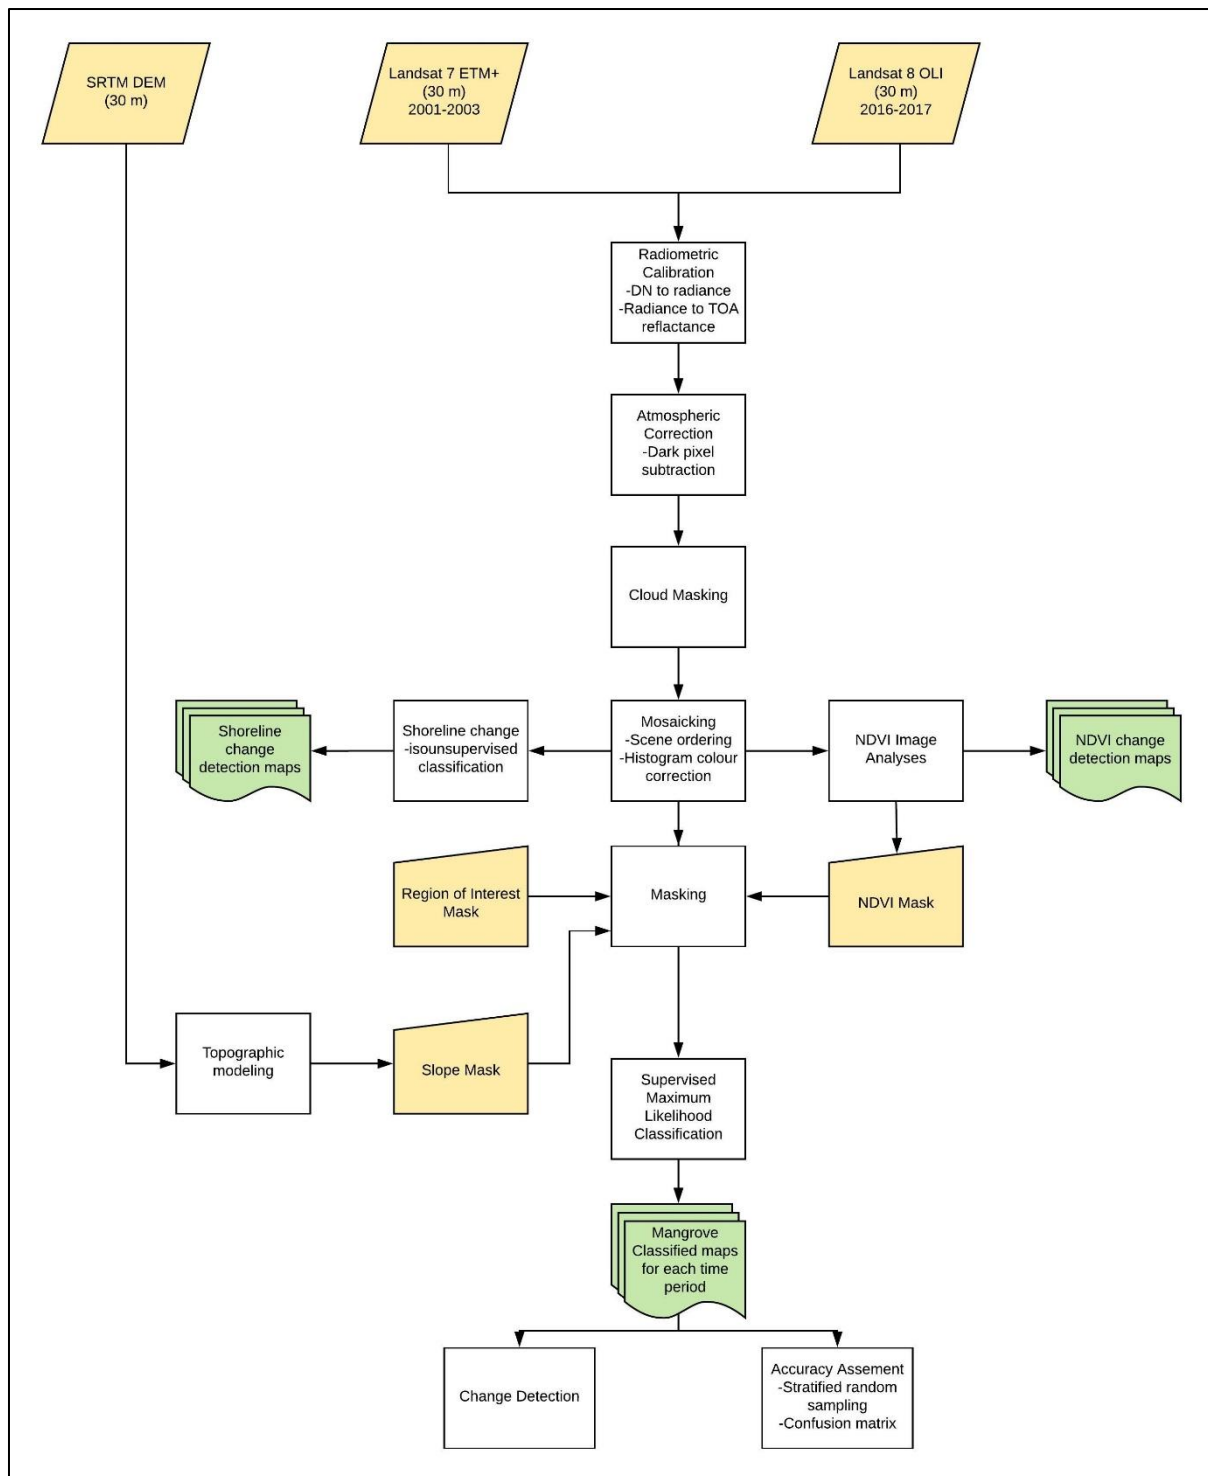 SRTM DEM
(30 m)
Landsat 7 ETM+
(30 m)
2001-2003
Landsat 8 OLI
(30 m)
2016-2017
Radiometric
Calibration
-DN to radiance
-Radiance to TOA
reflactance
Atmospheric
Correction
-Dark pixel
subtraction
Cloud Masking
Shoreline
change
detection maps
Shoreline change
-isounsupervised
classification
Mosaicking
-Scene ordering
-Histogram colour
correction
NDVI Image
Analyses
NDVI change
detection maps
Region of Interest
Mask
Masking
NDVI Mask
Topographic
modeling
Slope Mask
Supervised
Maximum
Likelihood
Classification
Mangrove
Classified maps
for each time
period
Change Detection
Accuracy Assement
-Stratified random
sampling
-Confusion matrix